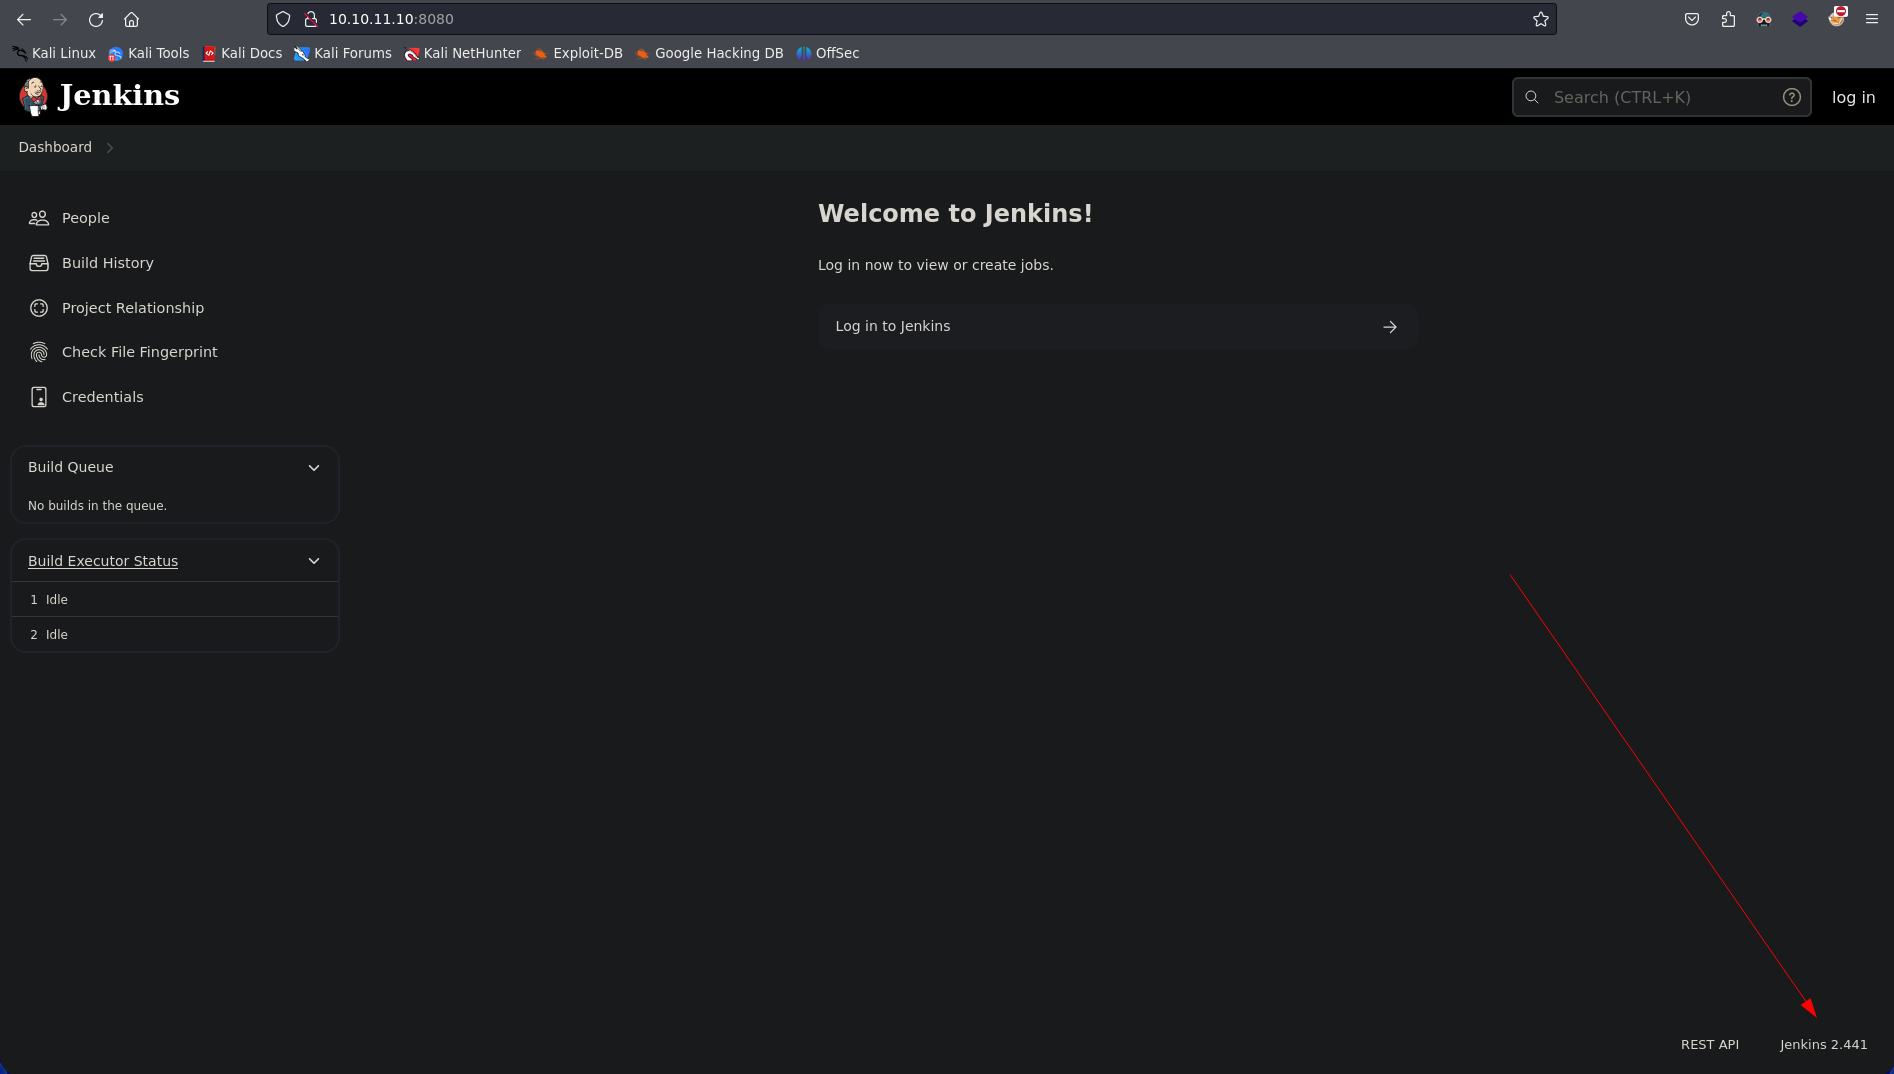 10.10.11.10:8080
Kali Linux Kali Tools Kali Docs Kali Forums Kali NetHunter Exploit-DB Google Hacking DB OffSec
Jenkins Search (CTRL+K) log in
Dashboard
People
Build History
Project Relationship
Check File Fingerprint
Credentials
Build Queue
No builds in the queue.
Build Executor Status
1 Idle
2 Idle
Welcome to Jenkins!
Log in now to view or create jobs.
Log in to Jenkins
REST API Jenkins 2.441